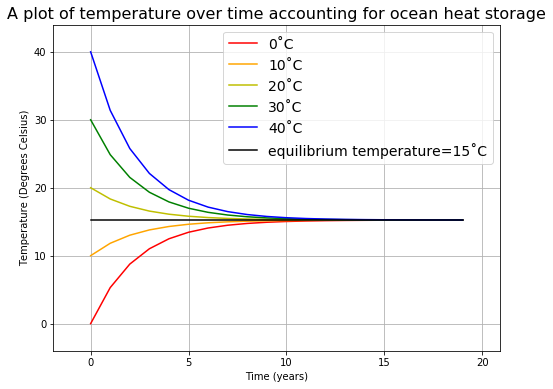 A plot of temperature over time accounting for ocean heat storage
0˚C
10˚C
20˚C
30˚C
40˚C
equilibrium temperature=15˚C
Temperature (Degrees Celsius)
40
30
20
10
0
0 5 10 15 20
Time (years)